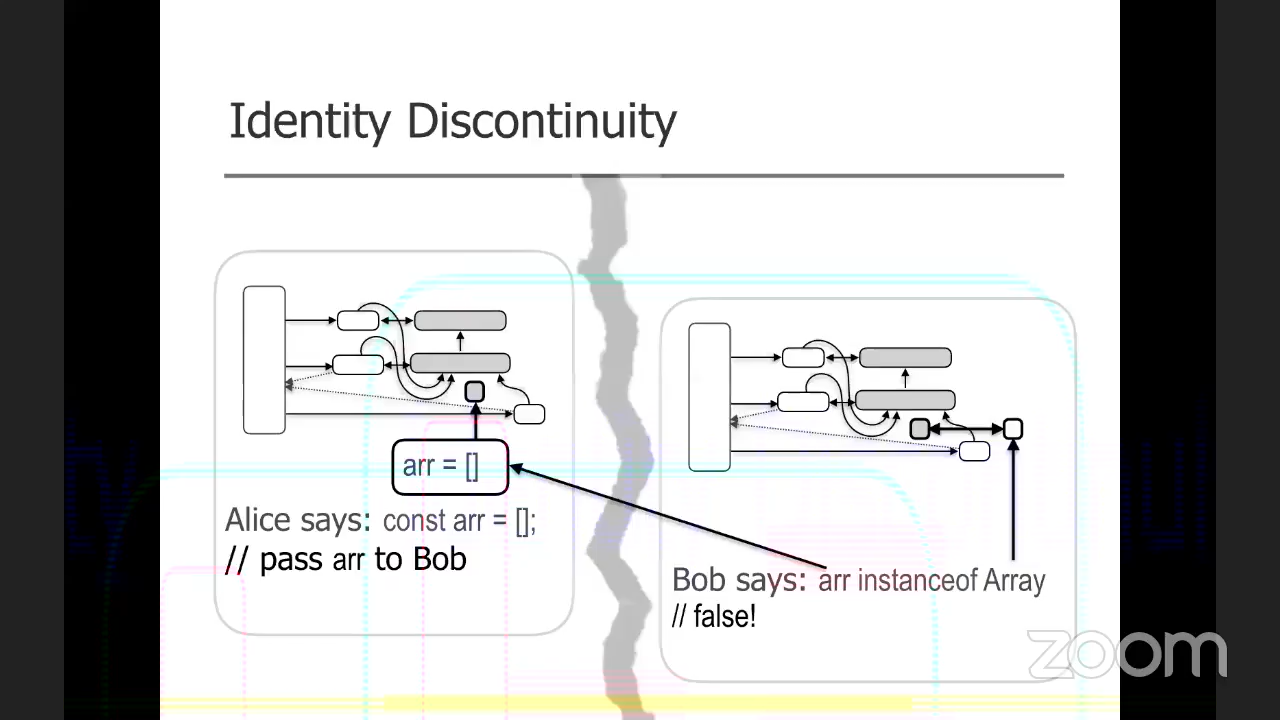 Identity Discontinuity
arr = []
Alice says: const arr = [];
// pass arr to Bob
Bob says: arr instanceof Array
// false!
zoom